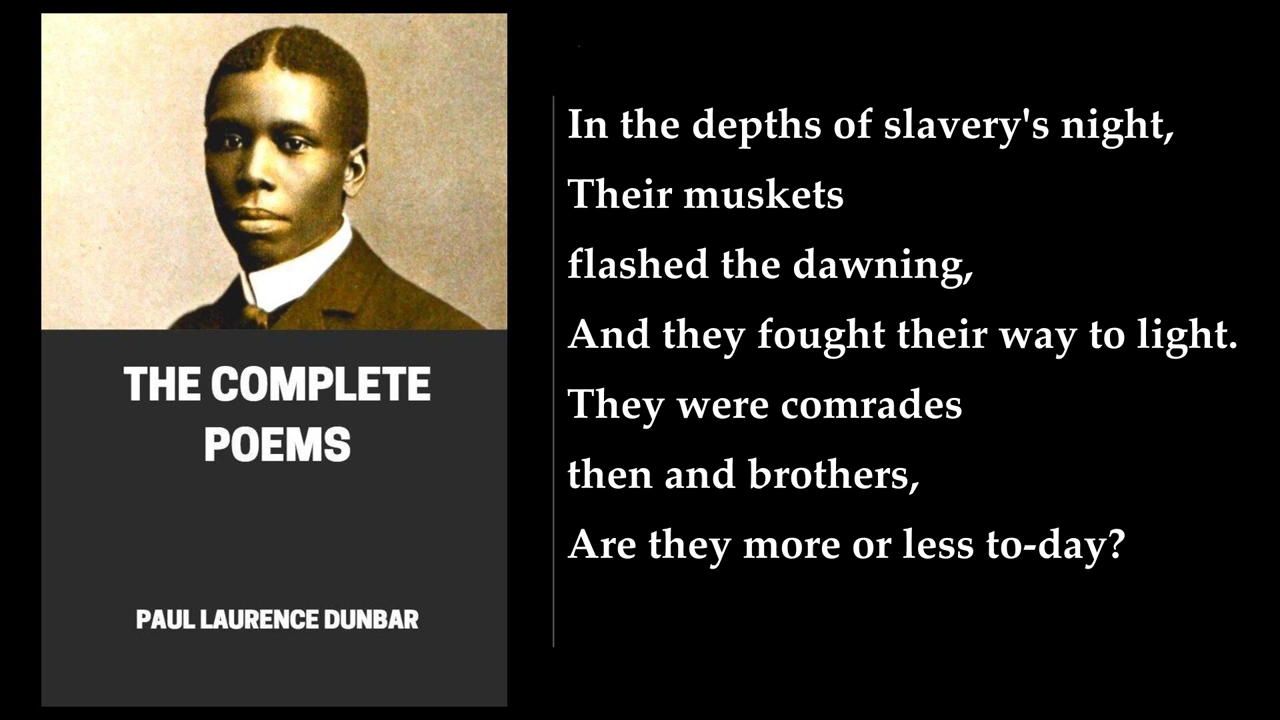 THE COMPLETE
POEMS
PAUL LAURENCE DUNBAR
In the depths of slavery's night,
Their muskets
flashed the dawning,
And they fought their way to light.
They were comrades
then and brothers,
Are they more or less to-day?